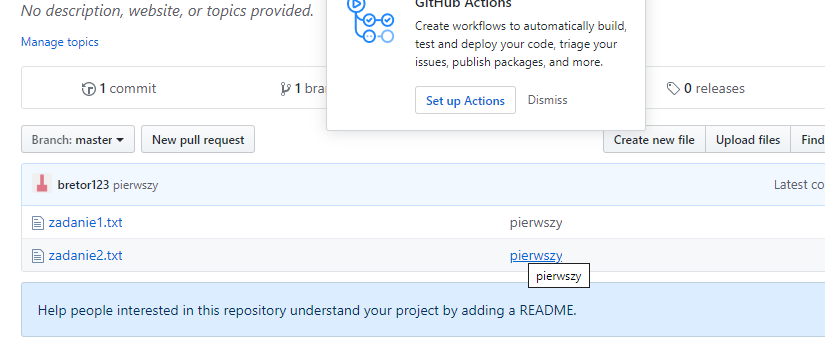 No description, website, or topics provided.
GitHub Actions
Create workflows to automatically build,
test and deploy your code, triage your
issues, publish packages, and more.
Set up Actions Dismiss
Manage topics
1 commit
1 bra
0 releases
Branch: master
New pull request
Create new file
Upload files
Find
bretor123 pierwszy
Latest co
zadanie1.txt pierwszy
zadanie2.txt pierwszy
pierwszy
Help people interested in this repository understand your project by adding a README.